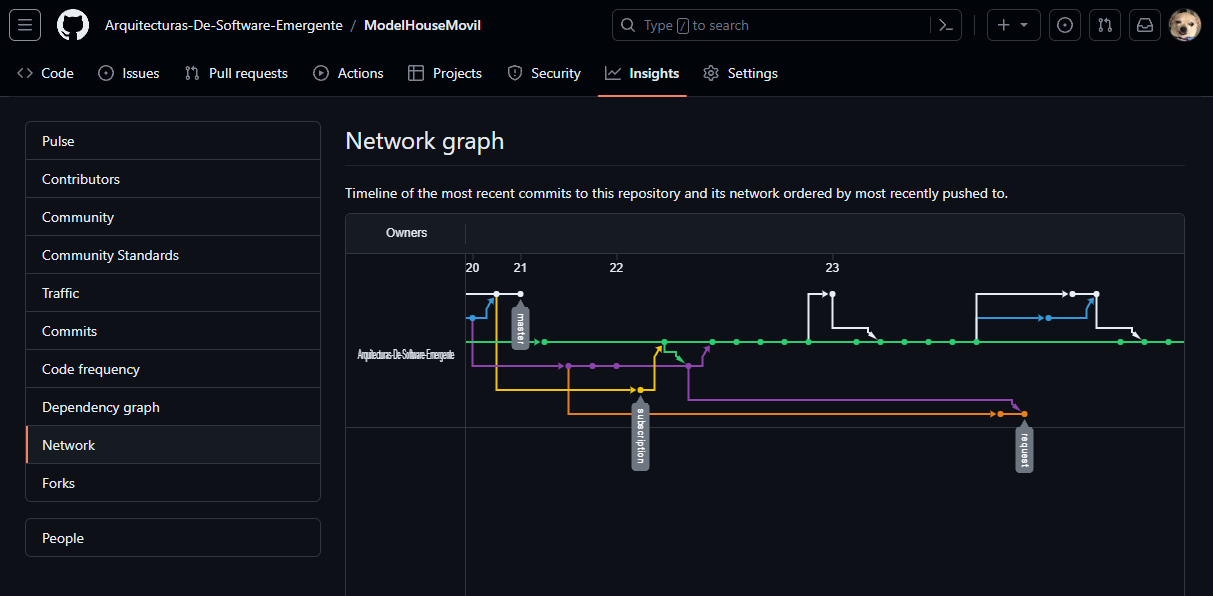 Arquitecturas-De-Software-Emergente / ModelHouseMovil
Type / to search
Code Issues Pull requests Actions Projects Security Insights Settings
Pulse
Contributors
Community
Community Standards
Traffic
Commits
Code frequency
Dependency graph
Network
Forks
People
Network graph
Timeline of the most recent commits to this repository and its network ordered by most recently pushed to.
Owners
20 21 22 23
Arquitecturas-De-Software-Emergente
master
subscription
request